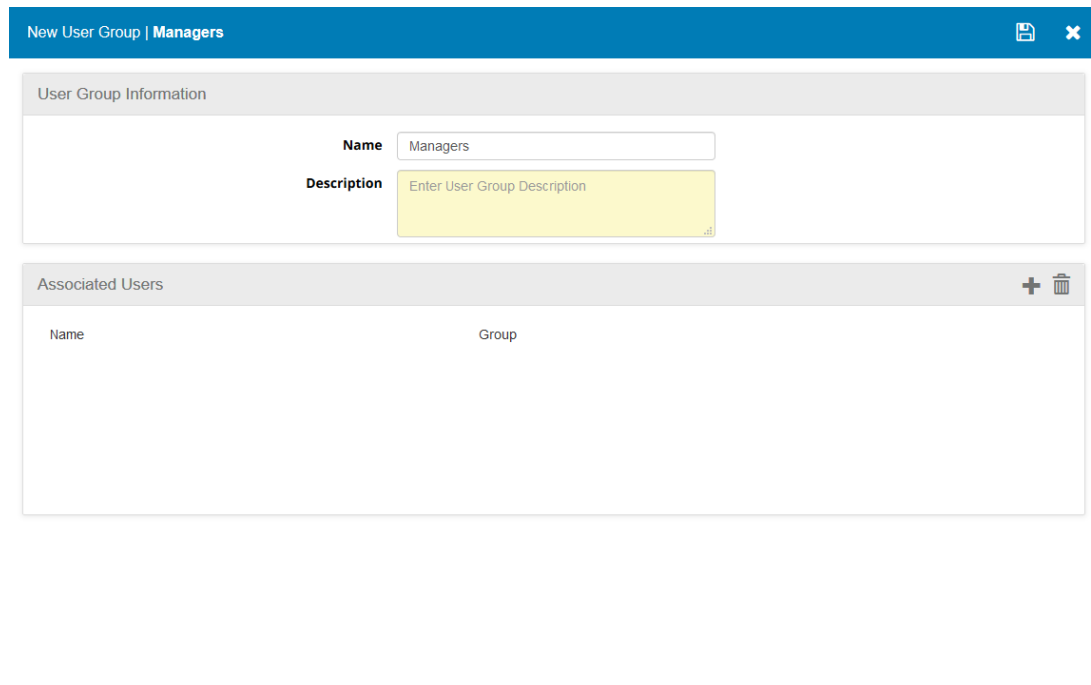 New User Group | Managers
User Group Information
Name Managers
Description Enter User Group Description
Associated Users
Name Group